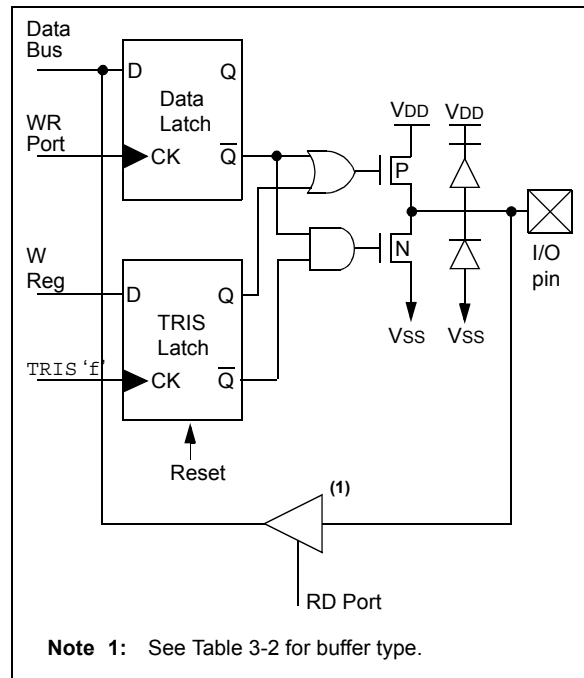 Data
Bus
D
Q
Data
Latch
WR
Port
CK
Q
VDD
VDD
P
N
I/O
pin
VSS
VSS
W
Reg
D
Q
TRIS
Latch
TRIS 'f'
CK
Q
Reset
(1)
RD Port
Note 1: See Table 3-2 for buffer type.